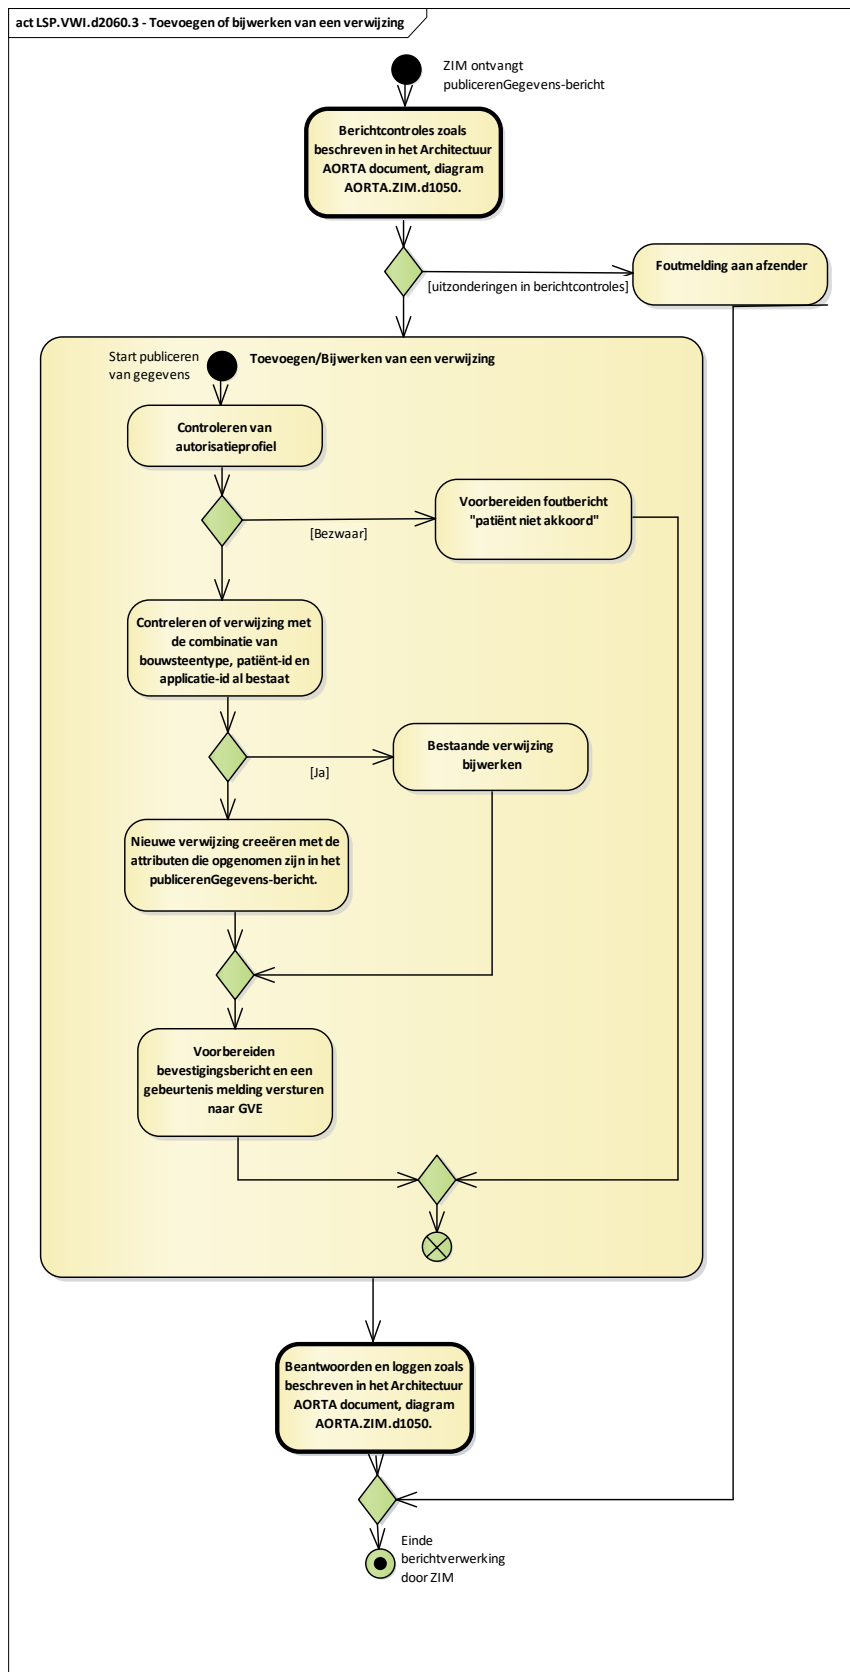 act LSP.VWI.d2060.3 - Toevoegen of bijwerken van een verwijzing
ZIM ontvangt
publicerenGegevens-bericht
Berichtcontroles zoals
beschreven in het Architectuur
AORTA document, diagram
AORTA.ZIM.d1050.
Foutmelding aan afzender
[uitzonderingen in berichtcontroles]
Start publiceren
van gegevens
Toevoegen/Bijwerken van een verwijzing
Controleren van
autorisatieprofiel
Voorbereiden foutbericht
"patiënt niet akkoord"
[Bezwaar]
Contreleren of verwijzing met
de combinatie van
bouwsteentype, patiënt-id en
applicatie-id al bestaat
Bestaande verwijzing
bijwerken
[Ja]
Nieuwe verwijzing creeëren met de
attributen die opgenomen zijn in het
publicerenGegevens-bericht.
Voorbereiden
bevestigingsbericht en een
gebeurtenis melding versturen
naar GVE
Beantwoorden en loggen zoals
beschreven in het Architectuur
AORTA document, diagram
AORTA.ZIM.d1050.
Einde
berichtverwerking
door ZIM